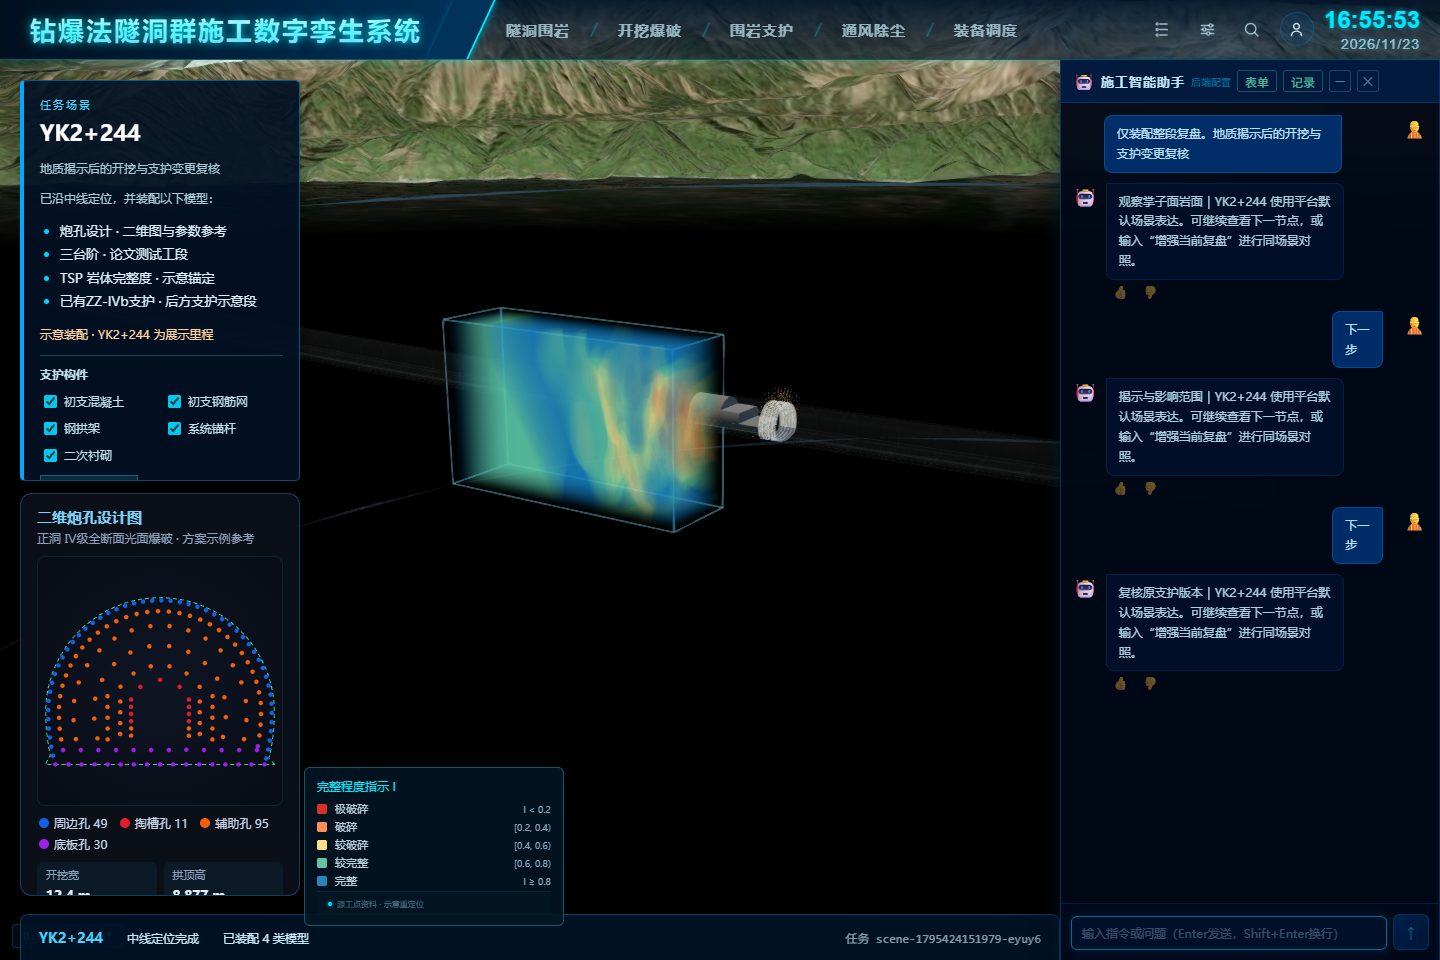 钻爆法隧洞群施工数字孪生系统
隧洞围岩 / 开挖爆破 / 围岩支护 / 通风除尘 / 装备调度
16:55:53
2026/11/23
任务场景
YK2+244
地质揭示后的开挖与支护变更复核
已沿中线定位，并装配以下模型：
炮孔设计 · 二维图与参数参考
三台阶 · 论文测试工段
TSP 岩体完整度 · 示意锚定
已有ZZ-IVb支护 · 后方支护示意段
示意装配 · YK2+244 为展示里程
支护构件
初支混凝土 初支钢筋网
钢拱架 系统锚杆
二次衬砌
二维炮孔设计图
正洞 IV级全断面光面爆破 · 方案示例参考
周边孔 49 掏槽孔 11 辅助孔 95
底板孔 30
开挖宽 拱顶高
12.4 m 8.877 m
完整程度指示 I
极破碎 I < 0.2
破碎 [0.2, 0.4)
较破碎 [0.4, 0.6)
较完整 [0.6, 0.8)
完整 I ≥ 0.8
源工点资料 · 示意重定位
YK2+244 中线定位完成 已装配 4 类模型 任务 scene-1795424151979-eyuy6
施工智能助手 后端配置 表单 记录
仅装配整段复盘。地质揭示后的开挖与
支护变更复核
观察掌子面岩面 | YK2+244 使用平台默
认场景表达。可继续查看下一节点，或
输入“增强当前复盘”进行同场景对
照。
下一
步
揭示与影响范围 | YK2+244 使用平台默
认场景表达。可继续查看下一节点，或
输入“增强当前复盘”进行同场景对
照。
下一
步
复核原支护版本 | YK2+244 使用平台默
认场景表达。可继续查看下一节点，或
输入“增强当前复盘”进行同场景对
照。
输入指令或问题（Enter发送，Shift+Enter换行）